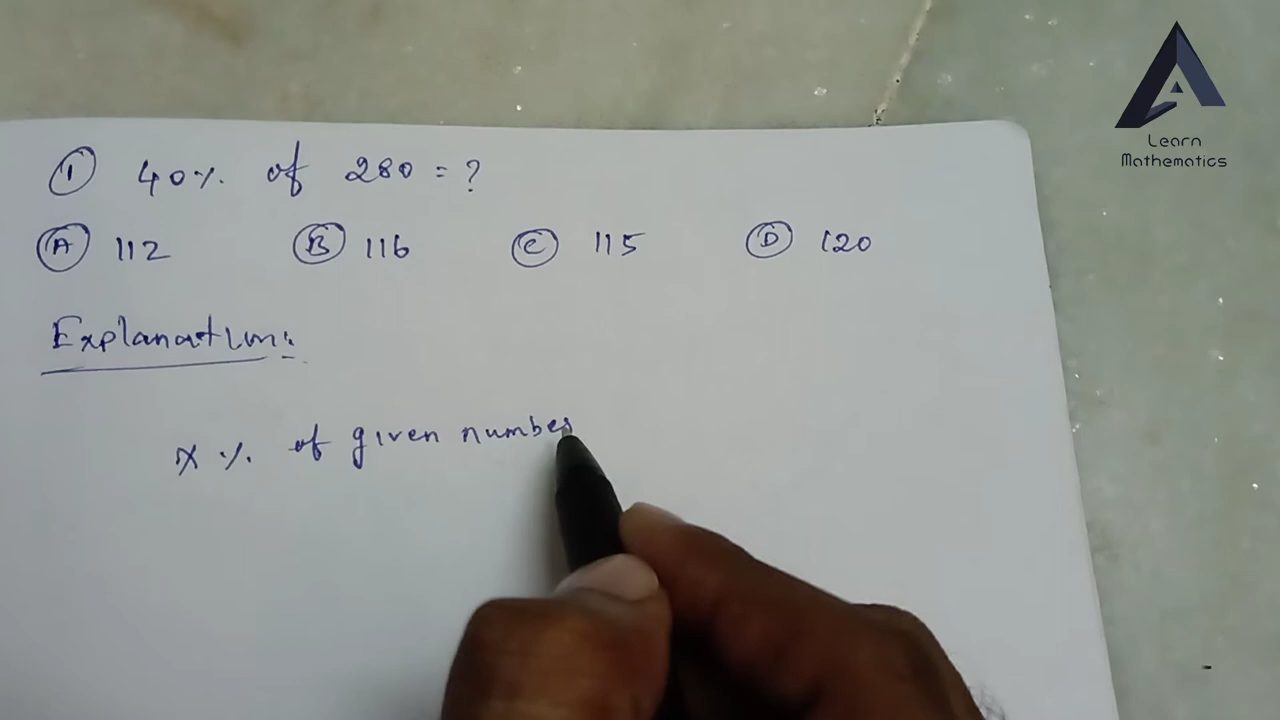 ① 40% of 280 = ?
Ⓐ 112 Ⓑ 116 Ⓒ 115 Ⓓ 120
Explanation:
x % of given number
Learn
Mathematics